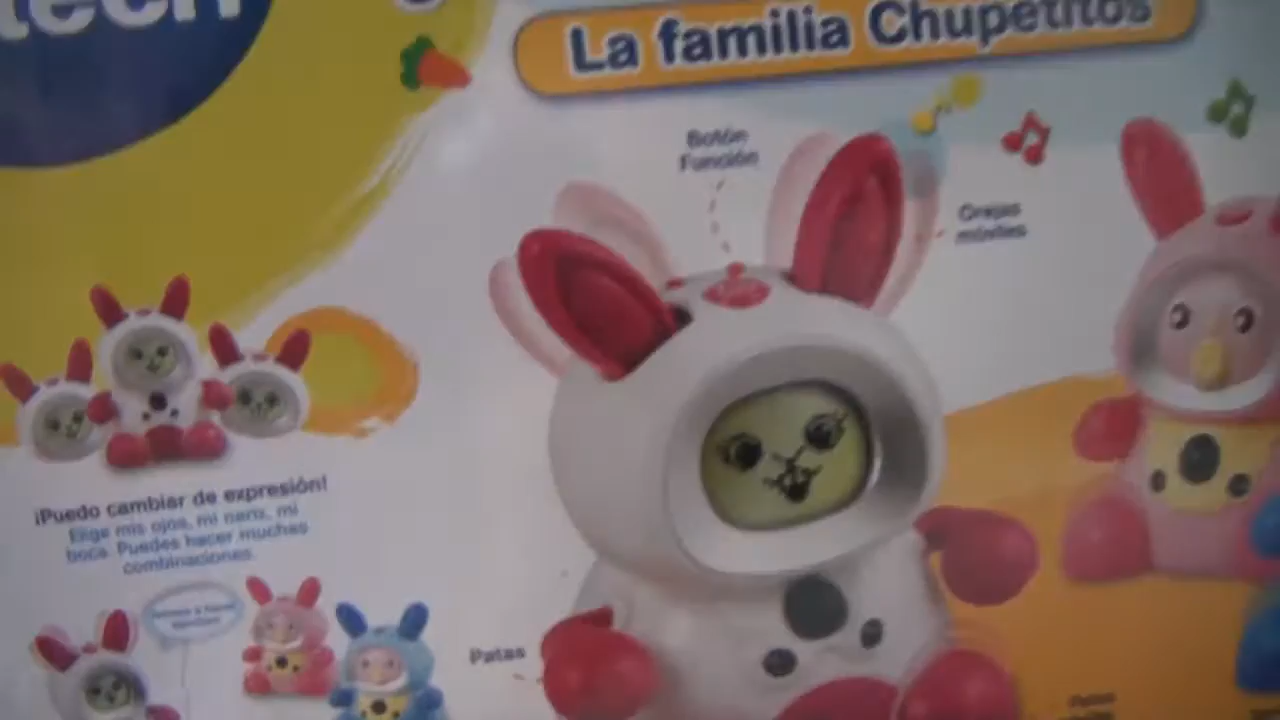 tech
La familia Chupetitos
Botón
Función
Orejas
móviles
¡Puedo cambiar de expresión!
Elige mis ojos, mi nariz, mi
boca. Puedes hacer muchas
combinaciones.
Patas